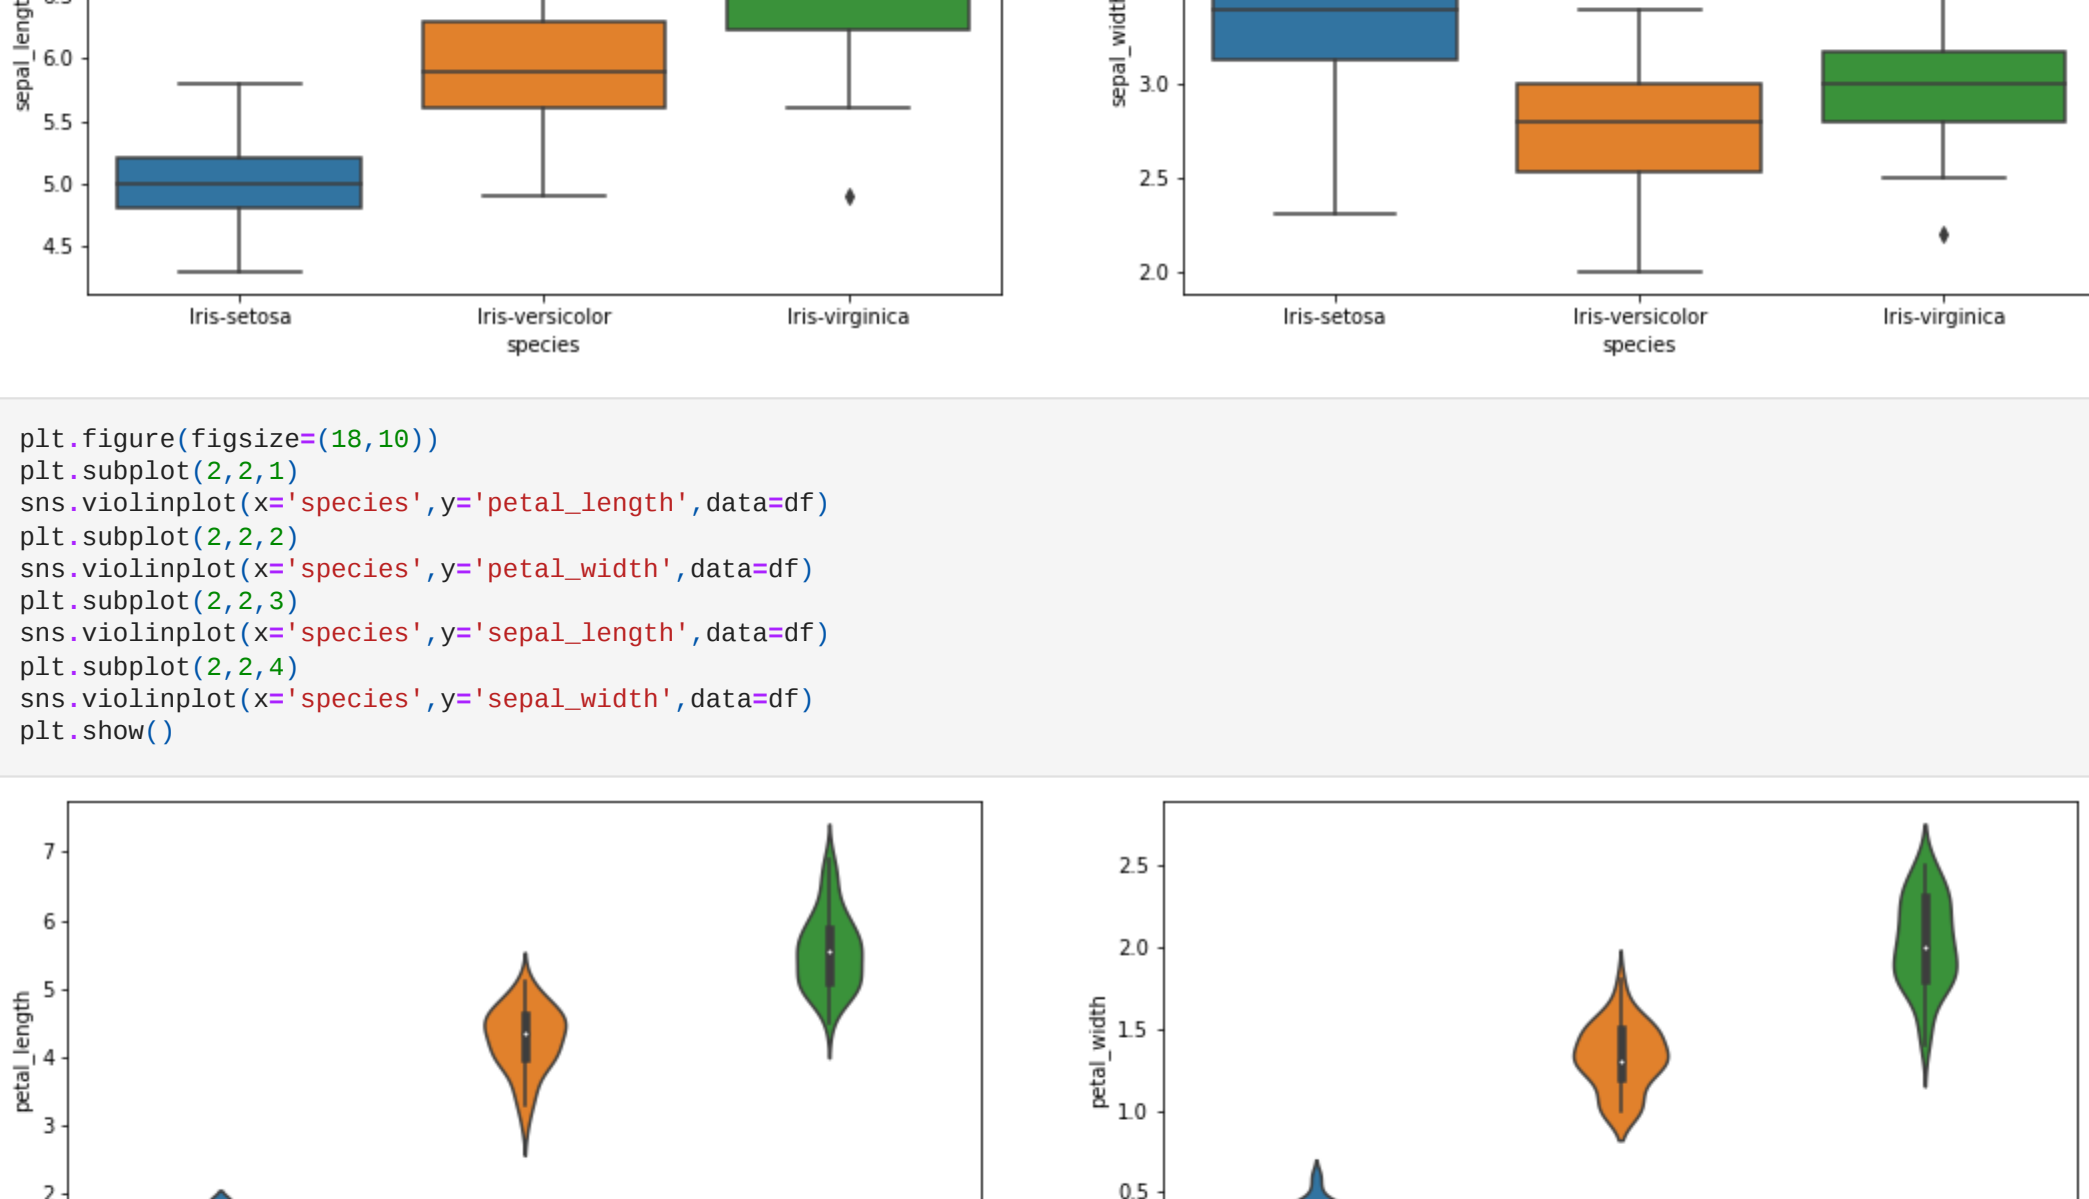 6.5
sepal_length
6.0
5.5
5.0
4.5
Iris-setosa Iris-versicolor Iris-virginica
species
sepal_width
3.0
2.5
2.0
Iris-setosa Iris-versicolor Iris-virginica
species
plt.figure(figsize=(18,10))
plt.subplot(2,2,1)
sns.violinplot(x='species',y='petal_length',data=df)
plt.subplot(2,2,2)
sns.violinplot(x='species',y='petal_width',data=df)
plt.subplot(2,2,3)
sns.violinplot(x='species',y='sepal_length',data=df)
plt.subplot(2,2,4)
sns.violinplot(x='species',y='sepal_width',data=df)
plt.show()
7
6
5
4
3
2
petal_length
2.5
2.0
1.5
1.0
0.5
petal_width